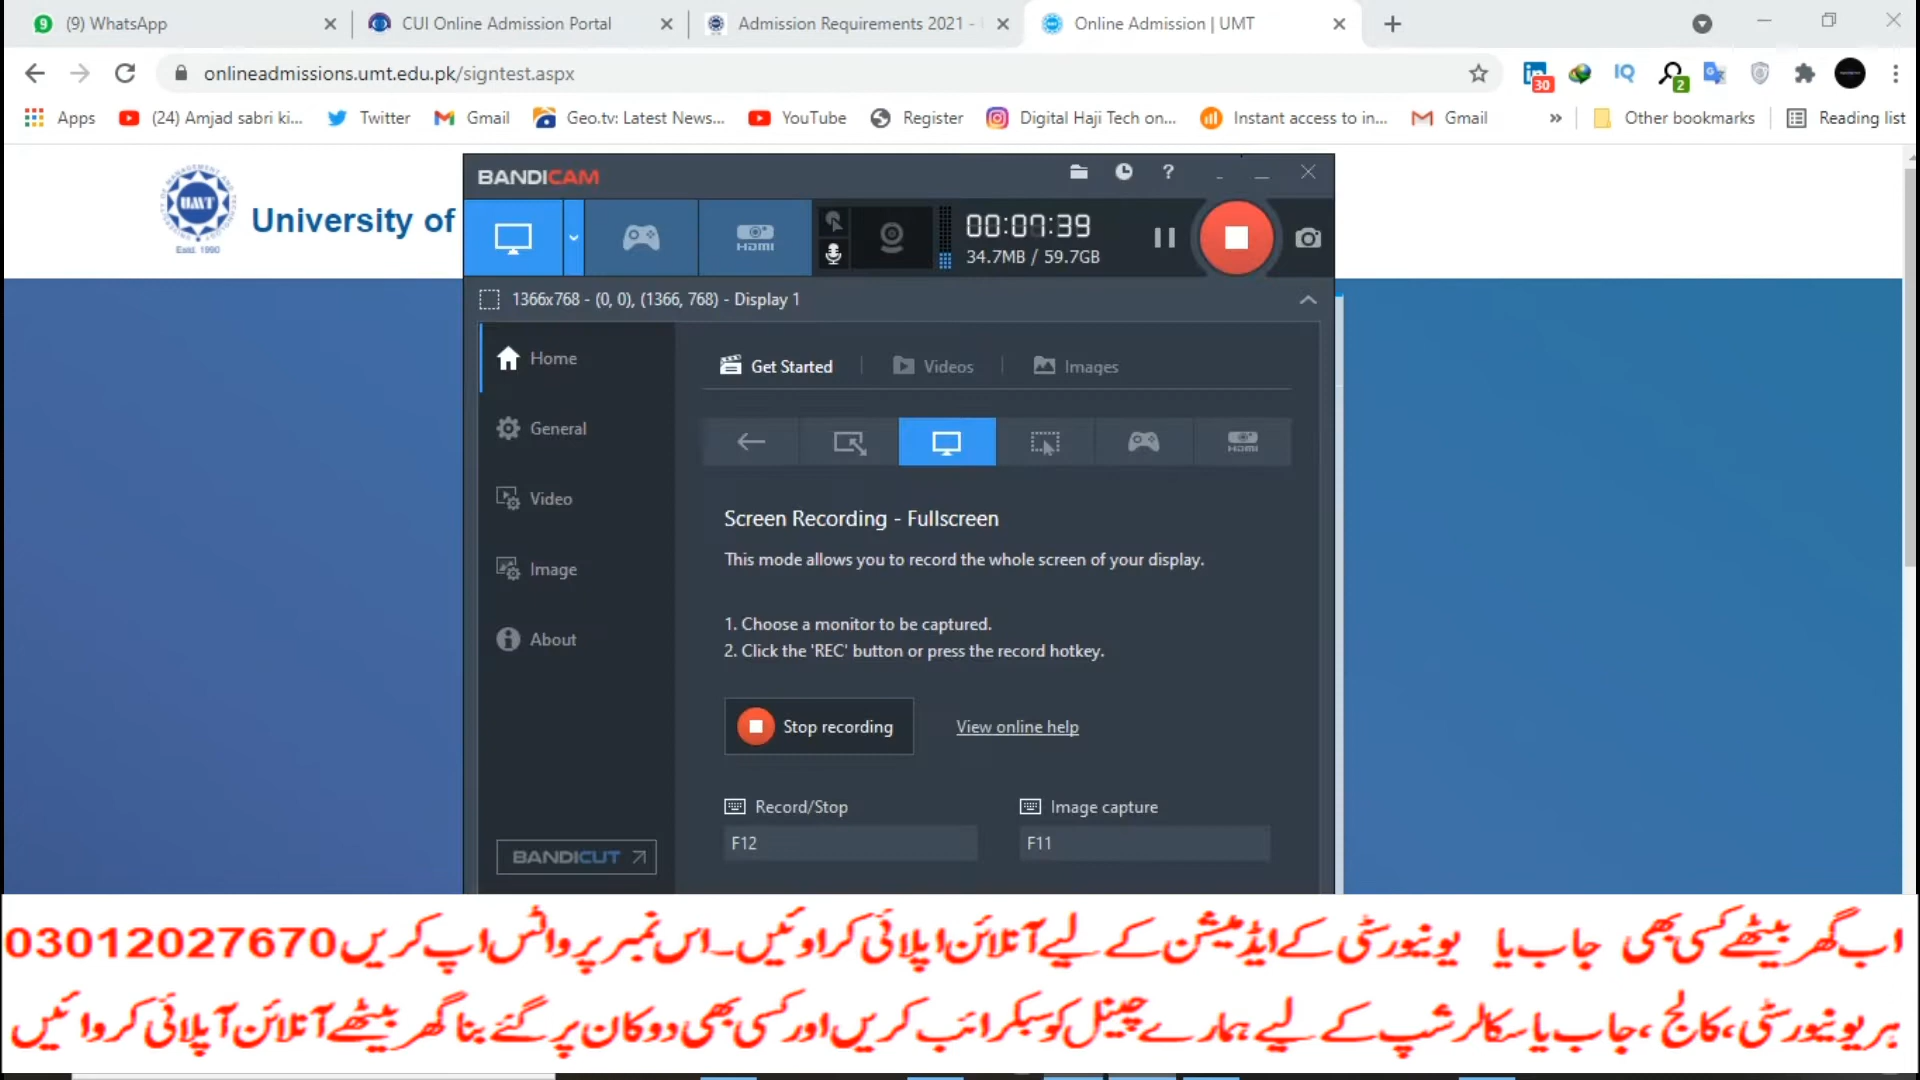 (9) WhatsApp
CUI Online Admission Portal
Admission Requirements 2021 -
Online Admission | UMT
onlineadmissions.umt.edu.pk/signtest.aspx
30
2
Apps
(24) Amjad sabri ki...
Twitter
Gmail
Geo.tv: Latest News...
YouTube
Register
Digital Haji Tech on...
Instant access to in...
Gmail
»
Other bookmarks
Reading list
UMT
Estd. 1990
University of
BANDICAM
HDMI
00:07:39
34.7MB / 59.7GB
1366x768 - (0, 0), (1366, 768) - Display 1
Home
General
Video
Image
About
BANDICUT
Get Started
Videos
Images
HDMI
Screen Recording - Fullscreen
This mode allows you to record the whole screen of your display.
1. Choose a monitor to be captured.
2. Click the 'REC' button or press the record hotkey.
Stop recording
View online help
Record/Stop
Image capture
F12
F11
اب گھر بیٹھے کسی بھی جاب یا یونیورسٹی کے ایڈمیشن کے لیے آنلائن اپلائی کراوئیں۔اس نمبر پر واٹس اپ کریں 03012027670
ہر یونیورسٹی،کالج،جاب یا سکالرشپ کے لیے ہمارے چینل کو سبکرائب کریں اور کسی بھی دوکان پر گئے بنا گھر بیٹھے آنلائن آپلائی کروائیں